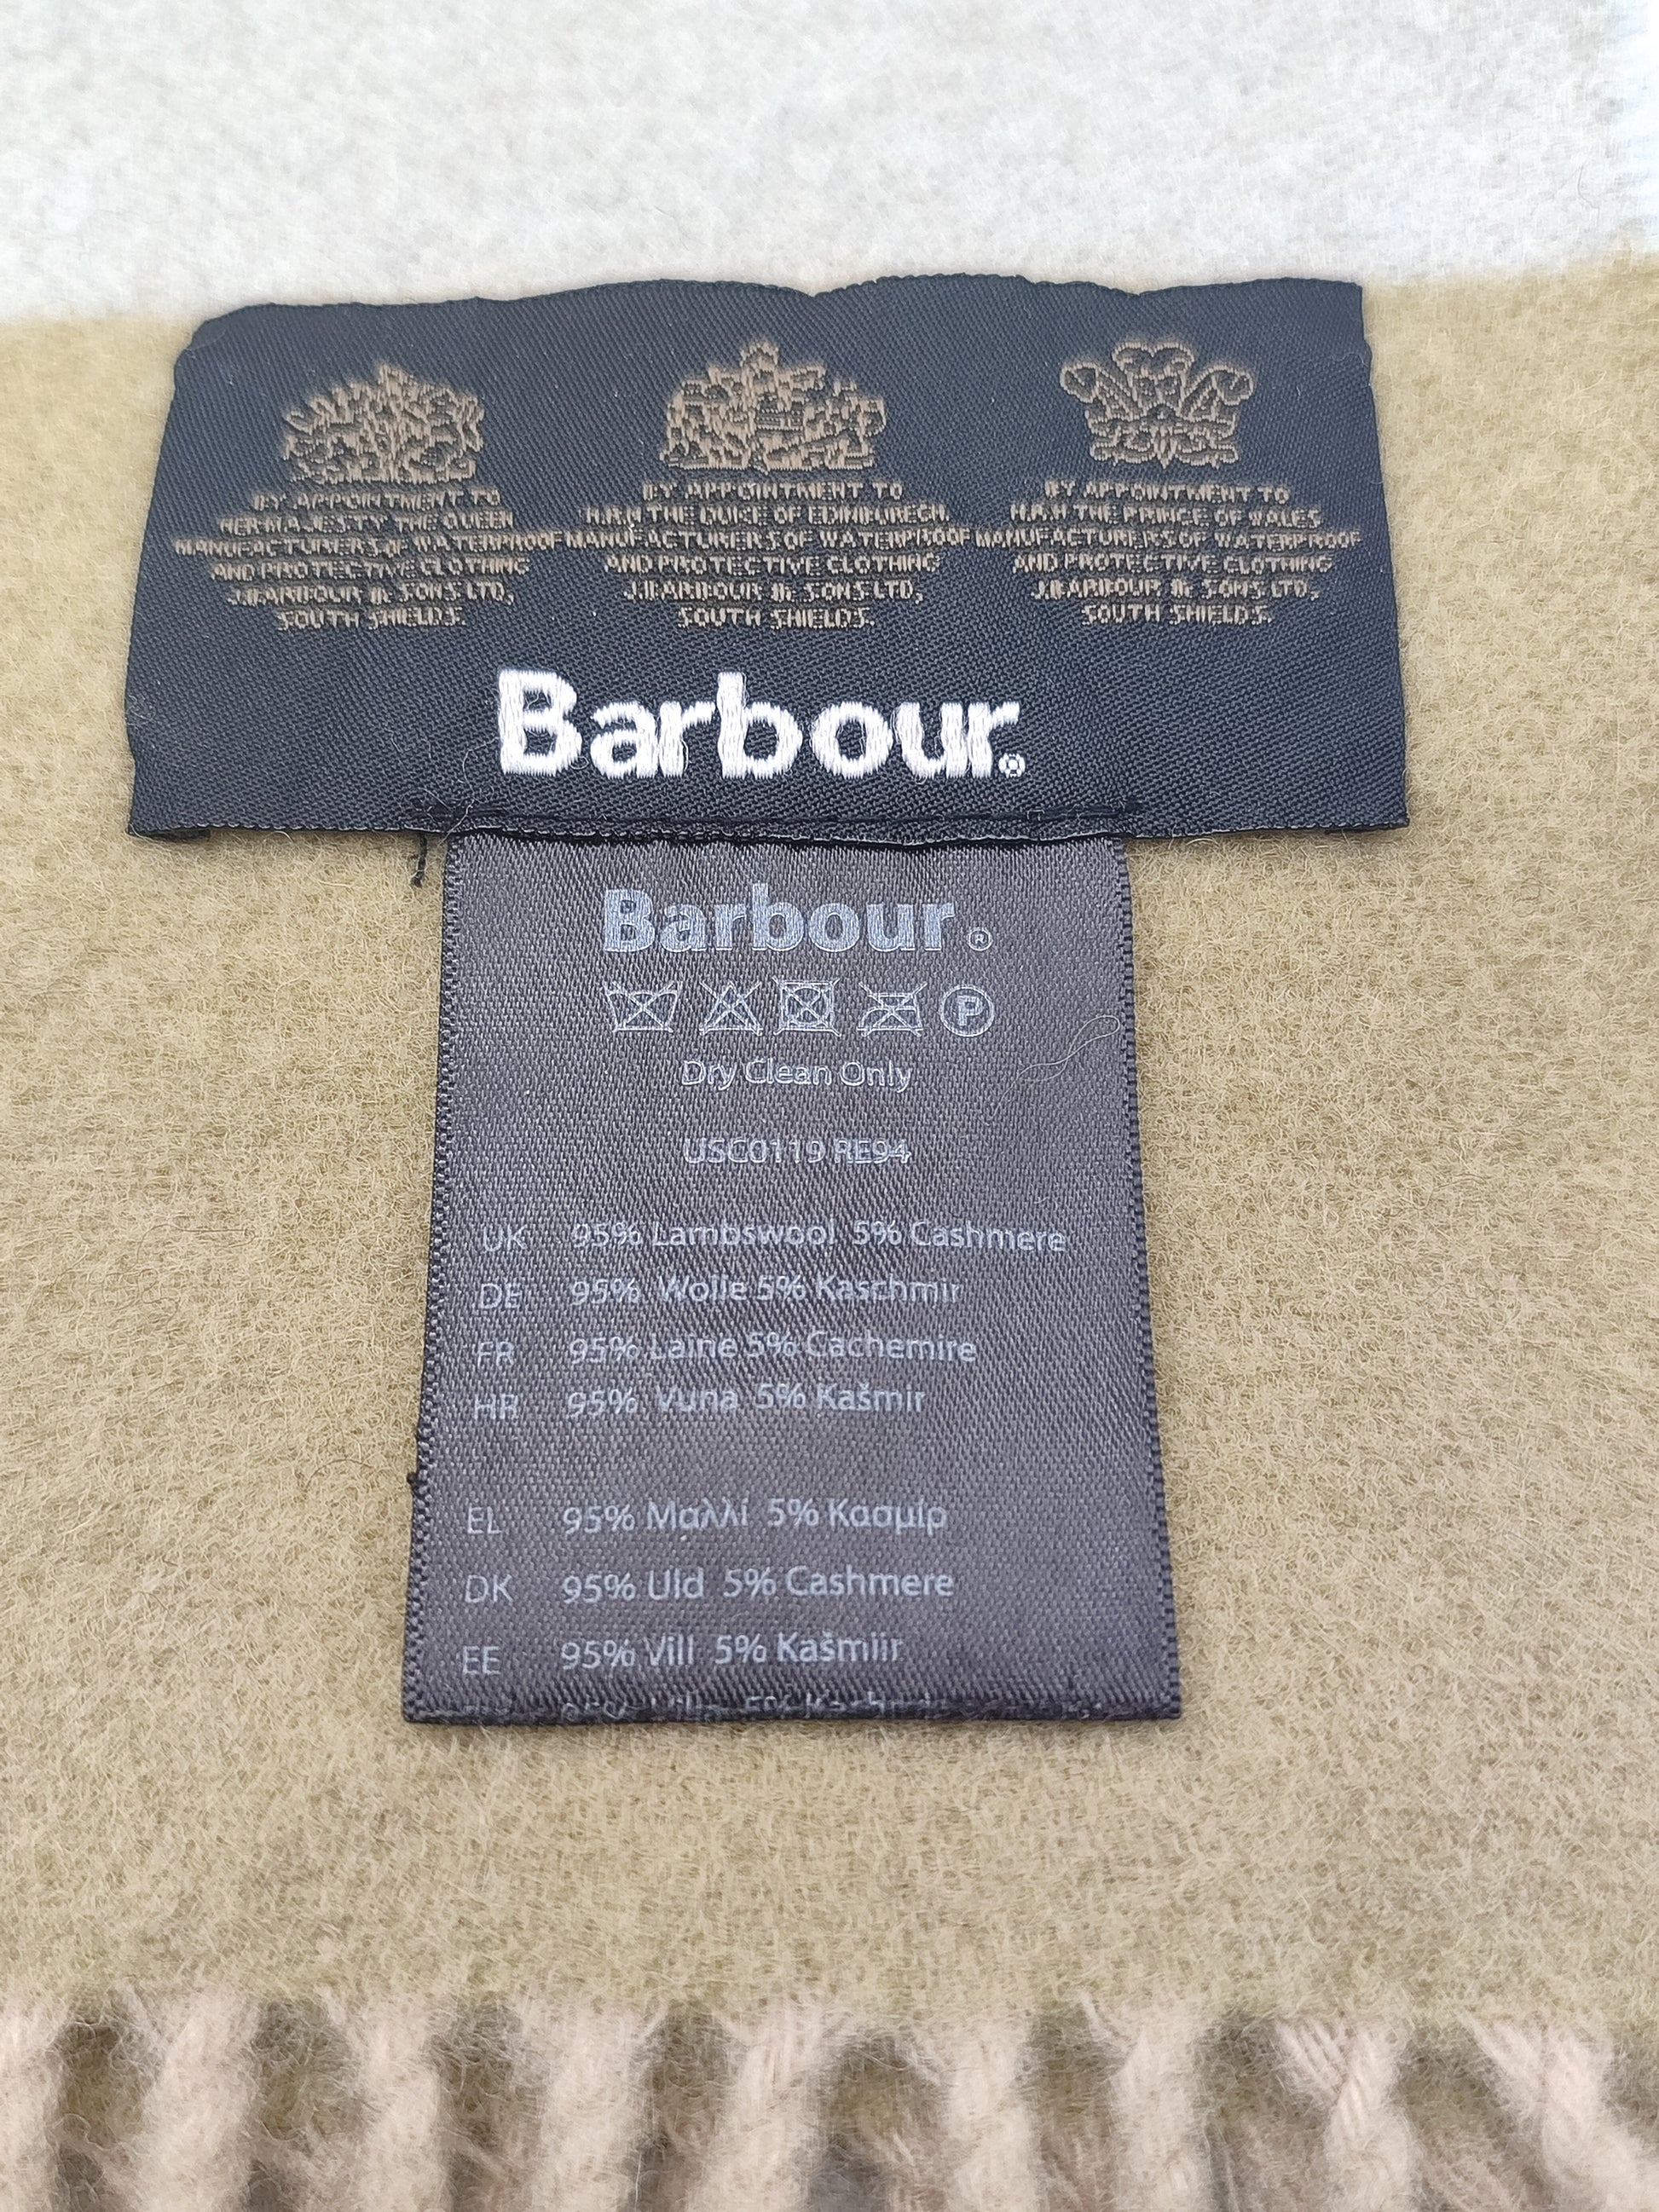 BY APPOINTMENT TO
HER MAJESTY THE QUEEN
MANUFACTURERS OF WATERPROOF
AND PROTECTIVE CLOTHING
J.BARBOUR & SONS LTD,
SOUTH SHIELDS.
BY APPOINTMENT TO
H.R.H THE DUKE OF EDINBURGH
MANUFACTURERS OF WATERPROOF
AND PROTECTIVE CLOTHING
J.BARBOUR & SONS LTD,
SOUTH SHIELDS.
BY APPOINTMENT TO
H.R.H THE PRINCE OF WALES
MANUFACTURERS OF WATERPROOF
AND PROTECTIVE CLOTHING
J.BARBOUR & SONS LTD,
SOUTH SHIELDS.
Barbour®
Barbour®
P
Dry Clean Only
USC0119 RE94
UK 95% Lambswool 5% Cashmere
DE 95% Wolle 5% Kaschmir
FR 95% Laine 5% Cachemire
HR 95% Vuna 5% Kašmir
EL 95% Μαλλί 5% Κασμίρ
DK 95% Uld 5% Cashmere
EE 95% Vill 5% Kašmiir